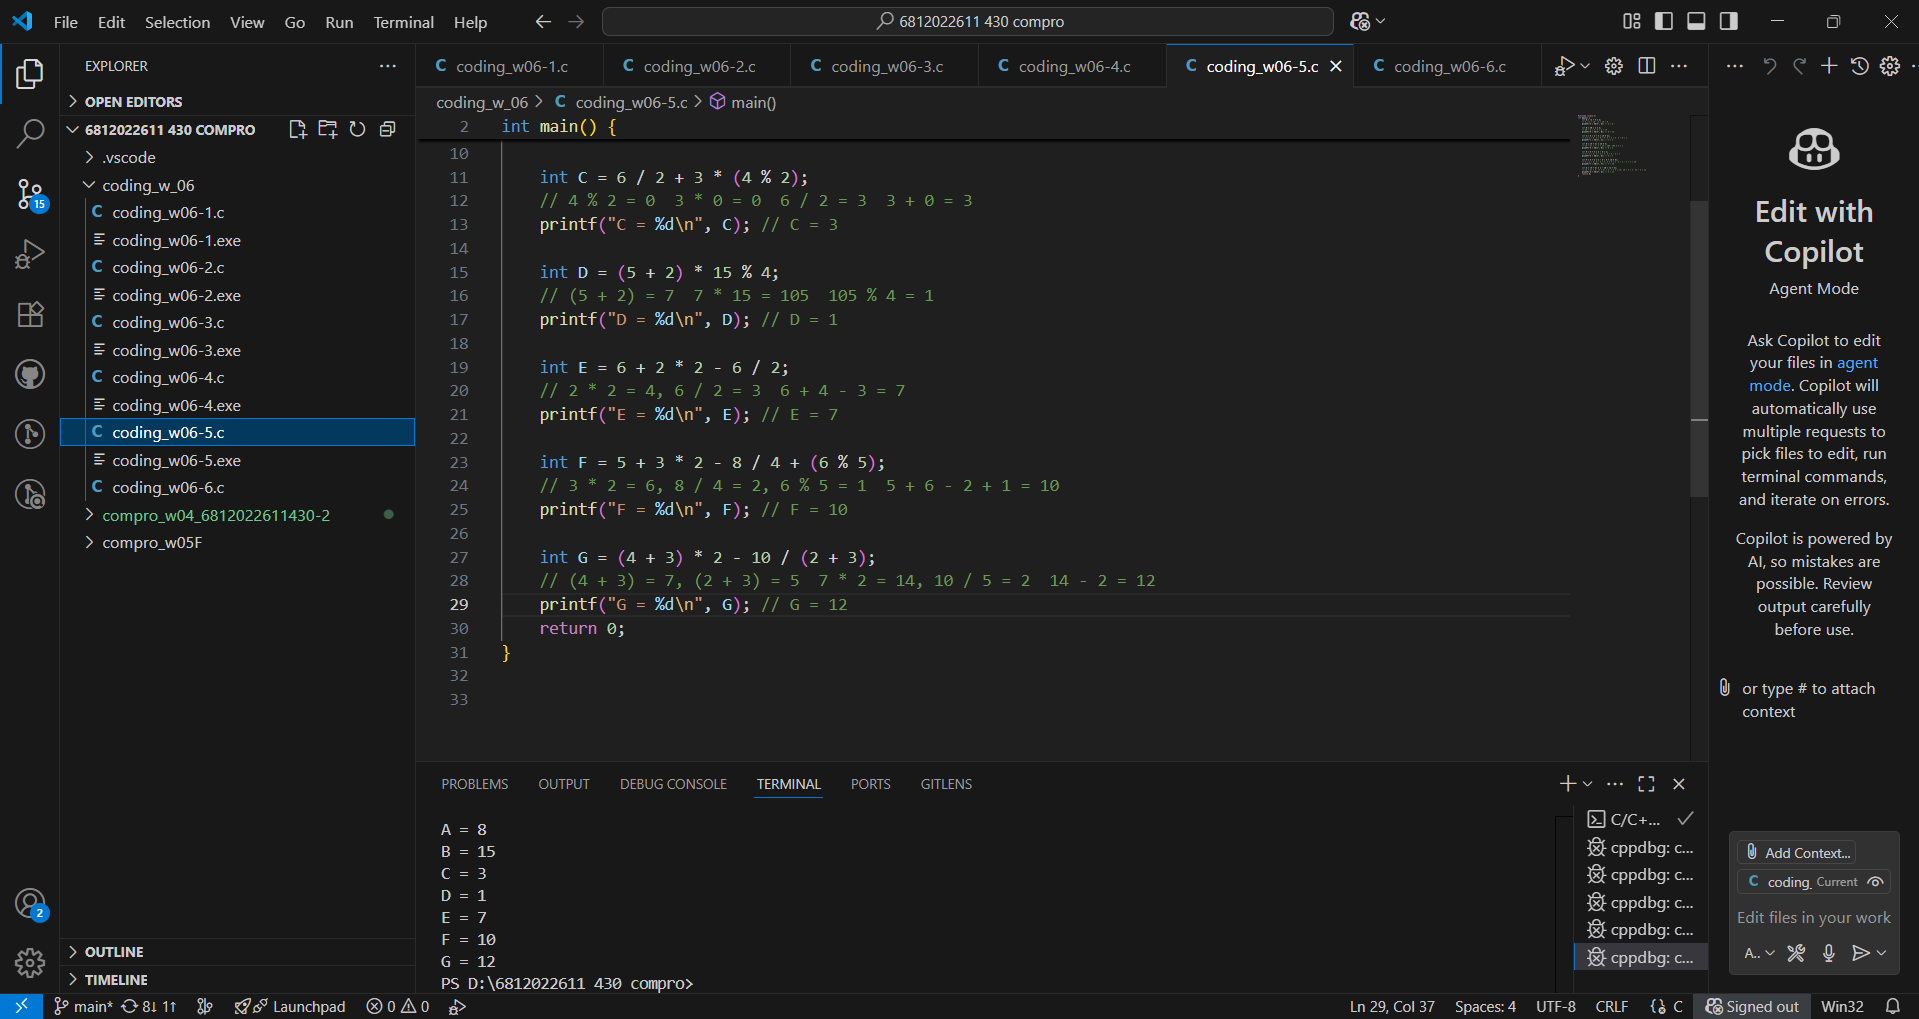 File Edit Selection View Go Run Terminal Help
6812022611 430 compro
EXPLORER
OPEN EDITORS
6812022611 430 COMPRO
.vscode
coding_w_06
coding_w06-1.c
coding_w06-1.exe
coding_w06-2.c
coding_w06-2.exe
coding_w06-3.c
coding_w06-3.exe
coding_w06-4.c
coding_w06-4.exe
coding_w06-5.c
coding_w06-5.exe
coding_w06-6.c
compro_w04_6812022611430-2
compro_w05F
OUTLINE
TIMELINE
15
2
C coding_w06-1.c C coding_w06-2.c C coding_w06-3.c C coding_w06-4.c C coding_w06-5.c C coding_w06-6.c
coding_w_06 > C coding_w06-5.c > main()
2 int main() {
10
11 int C = 6 / 2 + 3 * (4 % 2);
12 // 4 % 2 = 0  3 * 0 = 0  6 / 2 = 3  3 + 0 = 3
13 printf("C = %d\n", C); // C = 3
14
15 int D = (5 + 2) * 15 % 4;
16 // (5 + 2) = 7  7 * 15 = 105  105 % 4 = 1
17 printf("D = %d\n", D); // D = 1
18
19 int E = 6 + 2 * 2 - 6 / 2;
20 // 2 * 2 = 4, 6 / 2 = 3  6 + 4 - 3 = 7
21 printf("E = %d\n", E); // E = 7
22
23 int F = 5 + 3 * 2 - 8 / 4 + (6 % 5);
24 // 3 * 2 = 6, 8 / 4 = 2, 6 % 5 = 1  5 + 6 - 2 + 1 = 10
25 printf("F = %d\n", F); // F = 10
26
27 int G = (4 + 3) * 2 - 10 / (2 + 3);
28 // (4 + 3) = 7, (2 + 3) = 5  7 * 2 = 14, 10 / 5 = 2  14 - 2 = 12
29 printf("G = %d\n", G); // G = 12
30 return 0;
31 }
32
33
PROBLEMS OUTPUT DEBUG CONSOLE TERMINAL PORTS GITLENS
A = 8
B = 15
C = 3
D = 1
E = 7
F = 10
G = 12
PS D:\6812022611 430 compro>
C/C+...
cppdbg: c...
cppdbg: c...
cppdbg: c...
cppdbg: c...
cppdbg: c...
Edit with
Copilot
Agent Mode
Ask Copilot to edit
your files in agent
mode. Copilot will
automatically use
multiple requests to
pick files to edit, run
terminal commands,
and iterate on errors.
Copilot is powered by
AI, so mistakes are
possible. Review
output carefully
before use.
or type # to attach
context
Add Context...
C coding_ Current
Edit files in your work
A..
main* 8↓ 1↑ Launchpad 0 0 Ln 29, Col 37 Spaces: 4 UTF-8 CRLF {} C Signed out Win32